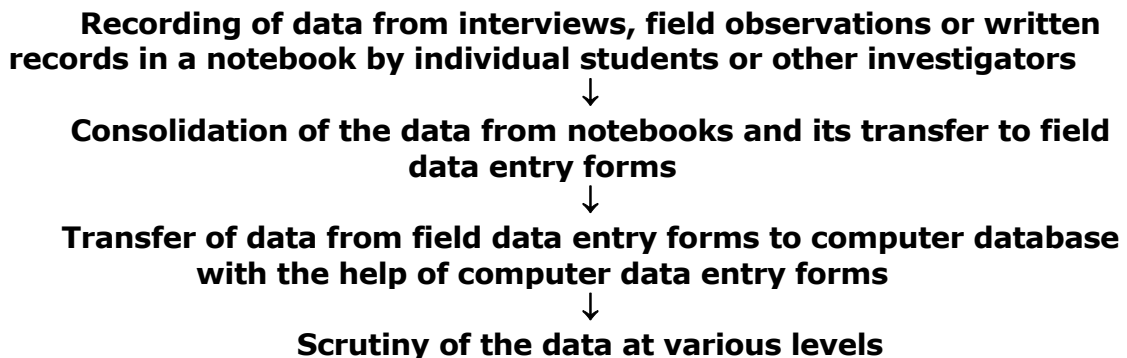 Recording of data from interviews, field observations or written
records in a notebook by individual students or other investigators
↓
Consolidation of the data from notebooks and its transfer to field
data entry forms
↓
Transfer of data from field data entry forms to computer database
with the help of computer data entry forms
↓
Scrutiny of the data at various levels